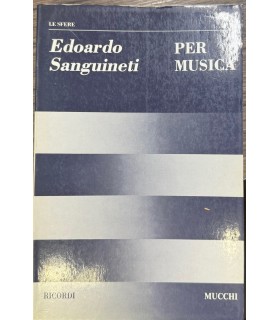 LE SFERE
Edoardo
Sanguineti
PER
MUSICA
RICORDI
MUCCHI